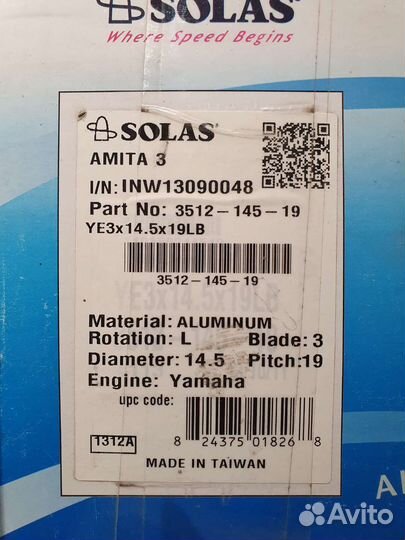 SOLAS
Where Speed Begins
SOLAS
AMITA 3
I/N: INW13090048
Part No: 3512-145-19
YE3x14.5x19LB
3512-145-19
YE3x14.5x19LB
Material: ALUMINUM
Rotation: L Blade: 3
Diameter: 14.5 Pitch: 19
Engine: Yamaha
upc code:
1312A
8 24375 01826 8
MADE IN TAIWAN
Avito